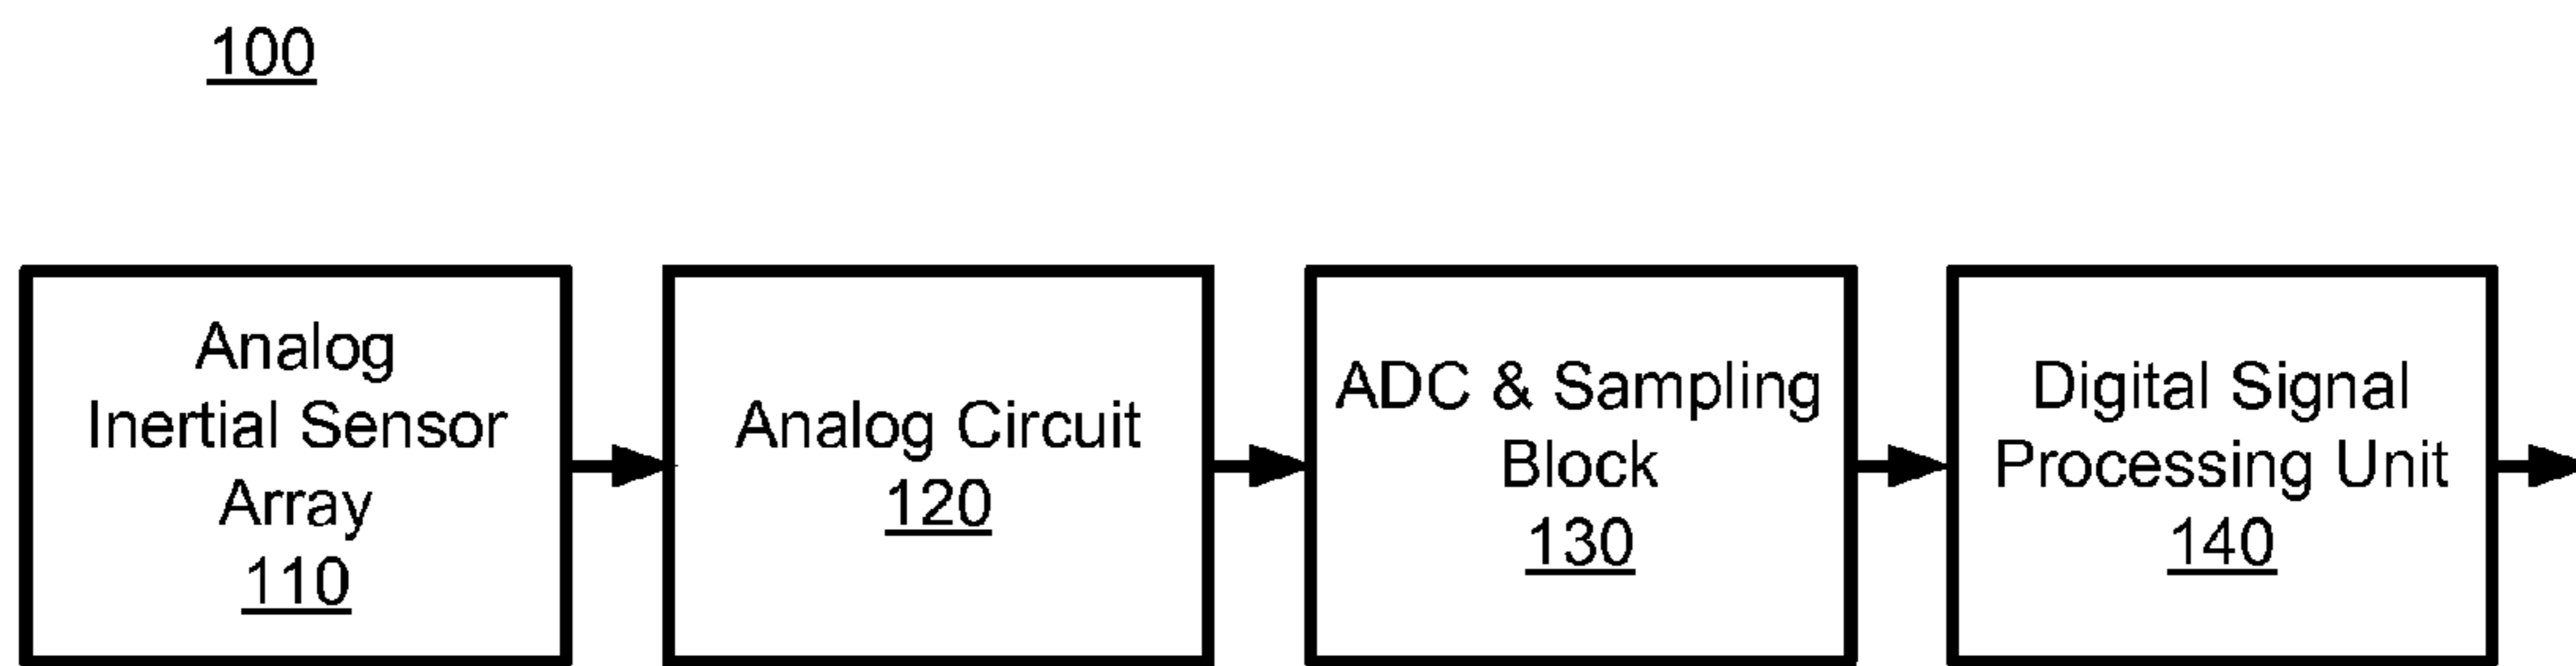 100
Analog
Inertial Sensor
Array
110
Analog Circuit
120
ADC & Sampling
Block
130
Digital Signal
Processing Unit
140